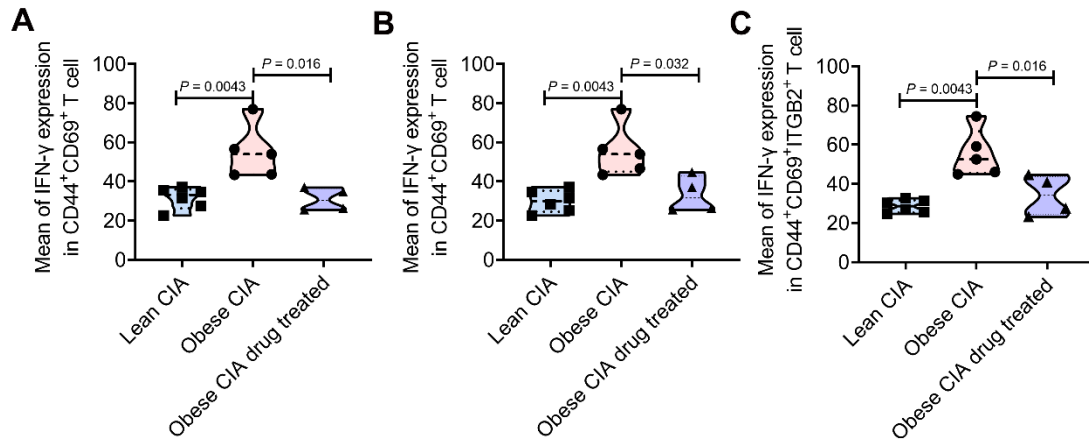 A
Mean of IFN-γ expression
in CD44⁺CD69⁺ T cell
100
80
60
40
20
0
P = 0.0043
P = 0.016
Lean CIA
Obese CIA
Obese CIA drug treated
B
Mean of IFN-γ expression
in CD44⁺CD69⁺ T cell
100
80
60
40
20
0
P = 0.0043
P = 0.032
Lean CIA
Obese CIA
Obese CIA drug treated
C
Mean of IFN-γ expression
in CD44⁺CD69⁺ITGB2⁺ T cell
100
80
60
40
20
0
P = 0.0043
P = 0.016
Lean CIA
Obese CIA
Obese CIA drug treated